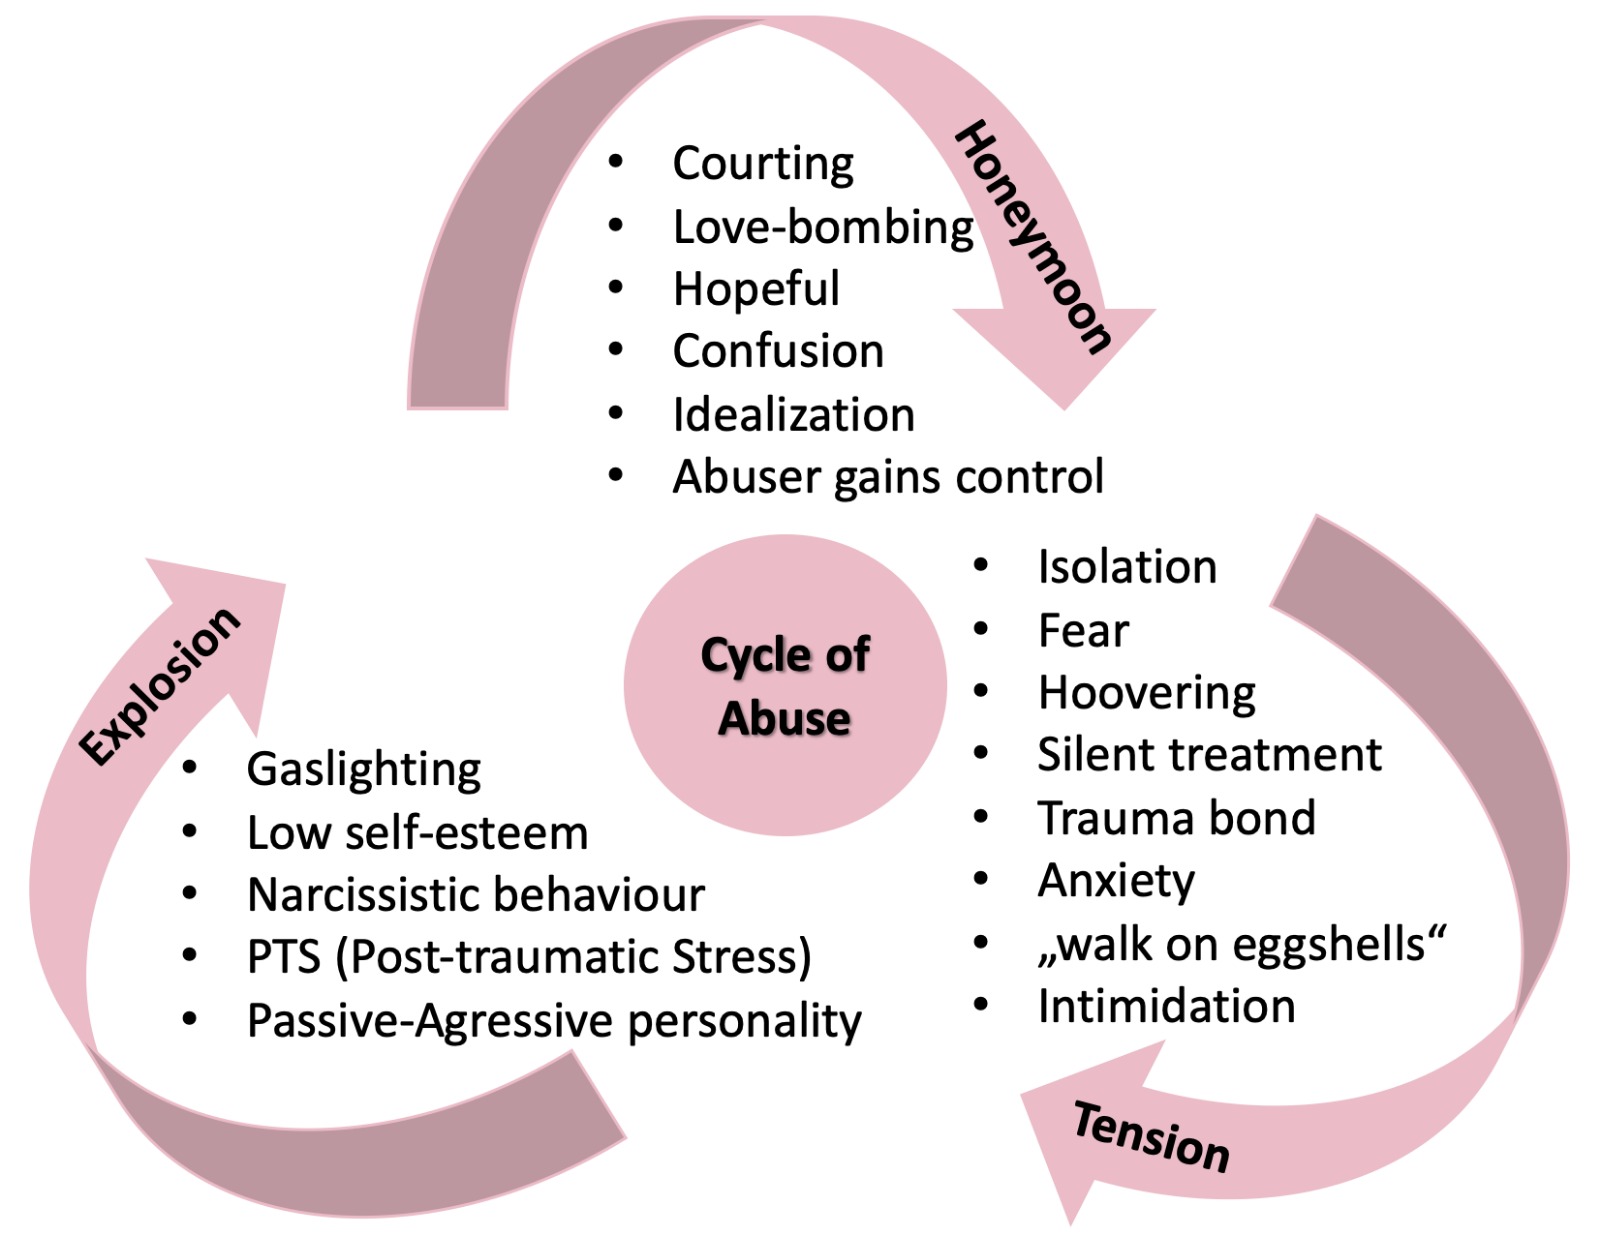 Honeymoon
• Courting
• Love-bombing
• Hopeful
• Confusion
• Idealization
• Abuser gains control
Cycle of
Abuse
• Isolation
• Fear
• Hoovering
• Silent treatment
• Trauma bond
• Anxiety
• „walk on eggshells“
• Intimidation
Tension
Explosion
• Gaslighting
• Low self-esteem
• Narcissistic behaviour
• PTS (Post-traumatic Stress)
• Passive-Agressive personality